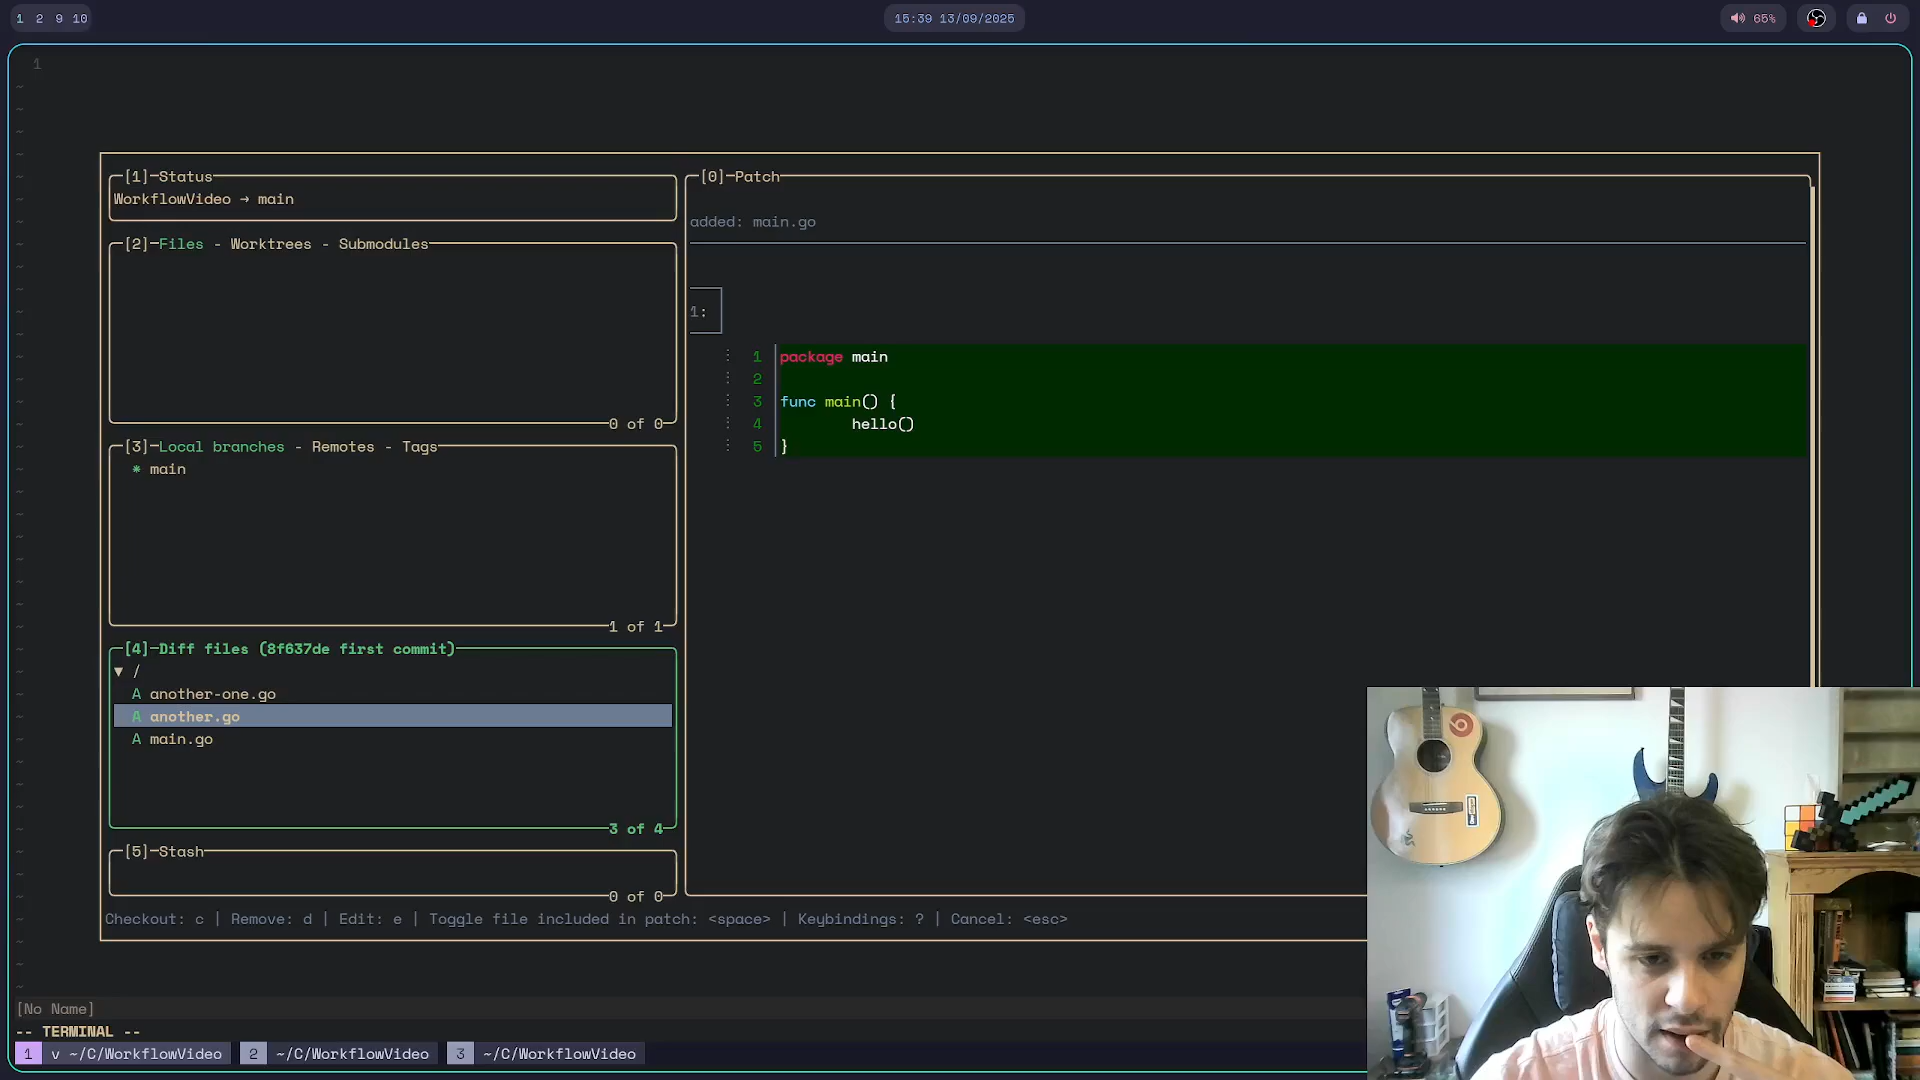 1 2 9 10
15:39 13/09/2025
65%
1
[1]─Status
WorkflowVideo → main
[2]─Files - Worktrees - Submodules
0 of 0
[3]─Local branches - Remotes - Tags
* main
1 of 1
[4]─Diff files (8f637de first commit)
▼ /
A another-one.go
A another.go
A main.go
3 of 4
[5]─Stash
0 of 0
[0]─Patch
added: main.go
1:
1 package main
2
3 func main() {
4 hello()
5 }
Checkout: c | Remove: d | Edit: e | Toggle file included in patch: <space> | Keybindings: ? | Cancel: <esc>
[No Name]
-- TERMINAL --
1 v ~/C/WorkflowVideo 2 ~/C/WorkflowVideo 3 ~/C/WorkflowVideo